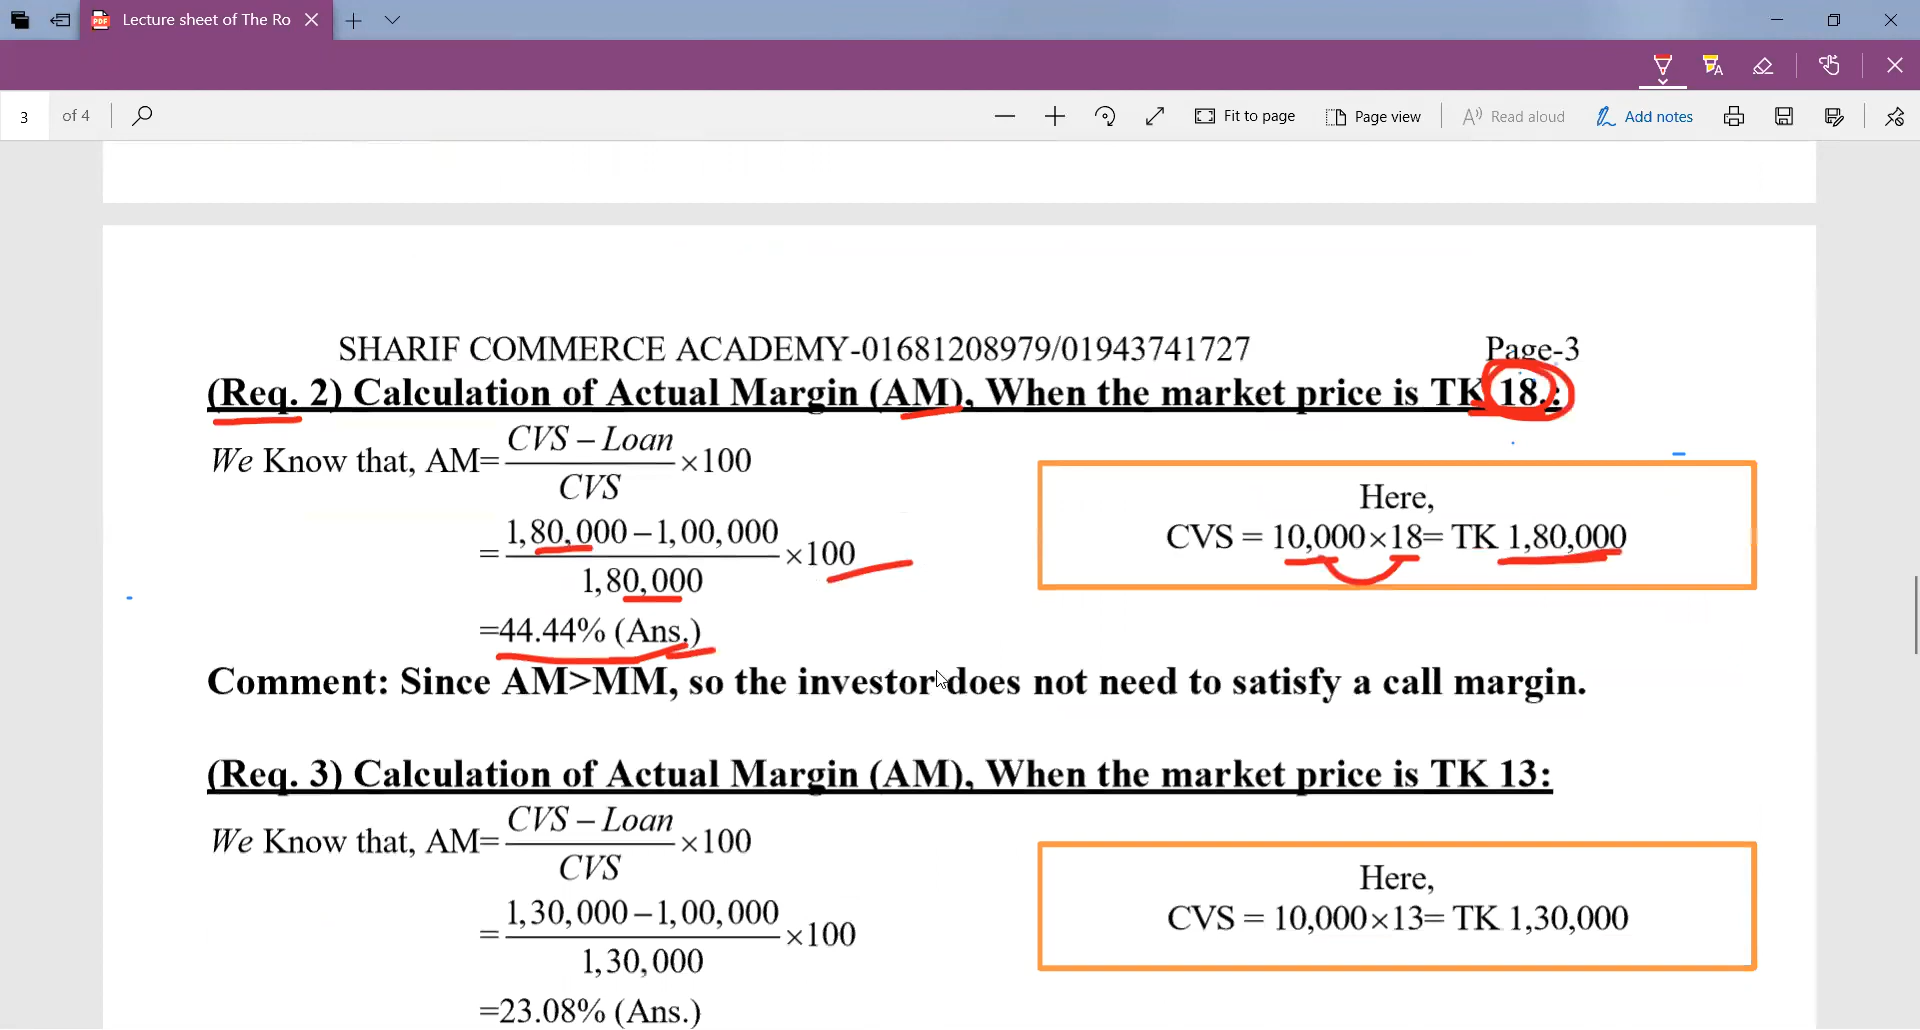 Lecture sheet of The Ro
3 of 4 Fit to page Page view Read aloud Add notes
SHARIF COMMERCE ACADEMY-01681208979/01943741727 Page-3
(Req. 2) Calculation of Actual Margin (AM), When the market price is TK 18.:
We Know that, AM= CVS – Loan / CVS ×100
= 1,80,000 – 1,00,000 / 1,80,000 ×100
=44.44% (Ans.)
Here,
CVS = 10,000×18= TK 1,80,000
Comment: Since AM>MM, so the investor does not need to satisfy a call margin.
(Req. 3) Calculation of Actual Margin (AM), When the market price is TK 13:
We Know that, AM= CVS – Loan / CVS ×100
= 1,30,000 – 1,00,000 / 1,30,000 ×100
=23.08% (Ans.)
Here,
CVS = 10,000×13= TK 1,30,000